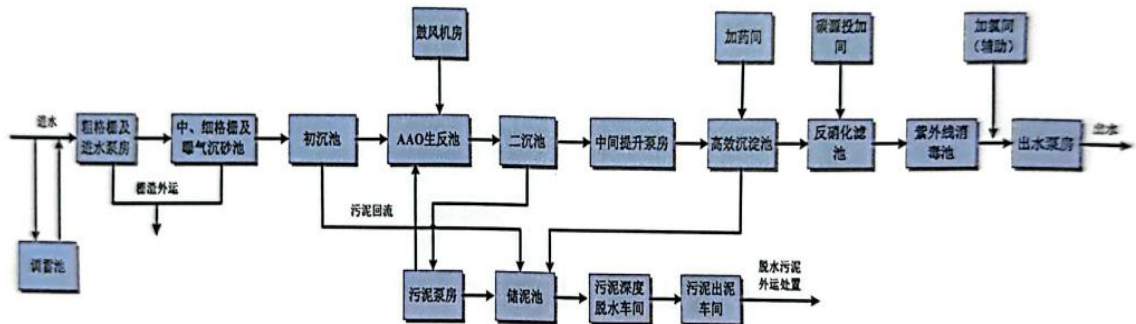 鼓风机房
加药间
碳源投加
间
加氯间
(辅助)
进水
粗格栅及
进水泵房
中、细格栅及
曝气沉砂池
初沉池
AAO生反池
二沉池
中间提升泵房
高效沉淀池
反硝化滤
池
紫外线消
毒池
出水泵房
出水
栅渣外运
污泥回流
调蓄池
污泥泵房
储泥池
污泥深度
脱水车间
污泥出泥
车间
脱水污泥
外运处置